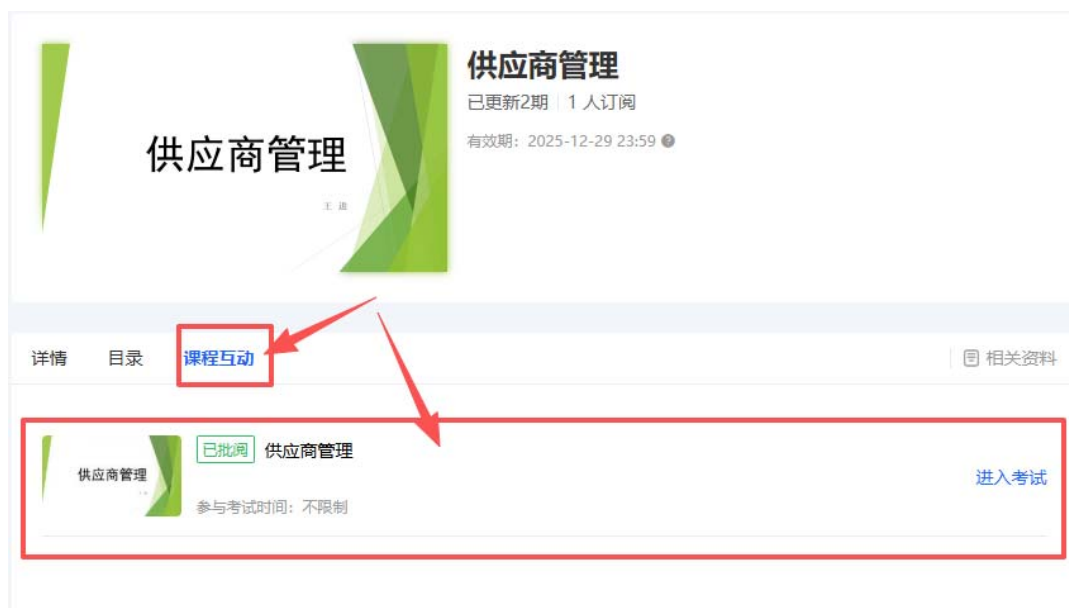 供应商管理
王进
供应商管理
已更新2期 1 人订阅
有效期：2025-12-29 23:59
详情 目录 课程互动 相关资料
供应商管理
已批阅 供应商管理
进入考试
参与考试时间：不限制